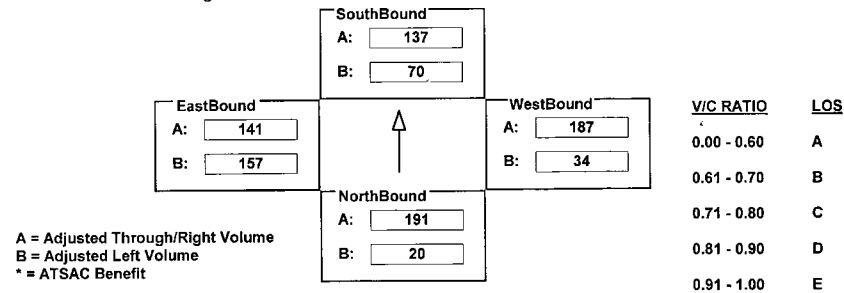 SouthBound
A: 137
B: 70
EastBound
A: 141
B: 157
WestBound
A: 187
B: 34
NorthBound
A: 191
B: 20
A = Adjusted Through/Right Volume
B = Adjusted Left Volume
* = ATSAC Benefit
V/C RATIO LOS
0.00 - 0.60 A
0.61 - 0.70 B
0.71 - 0.80 C
0.81 - 0.90 D
0.91 - 1.00 E